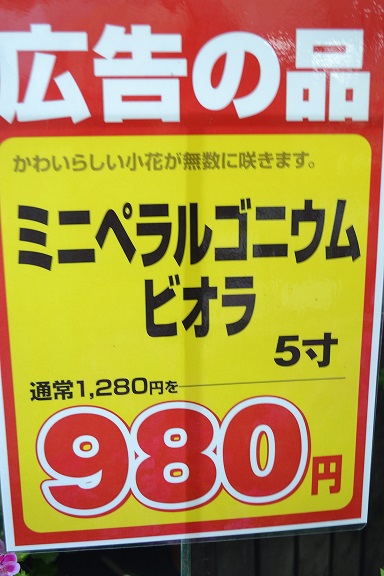 広告の品
かわいらしい小花が無数に咲きます。
ミニペラルゴニウム
ビオラ
5寸
通常1,280円を
980円